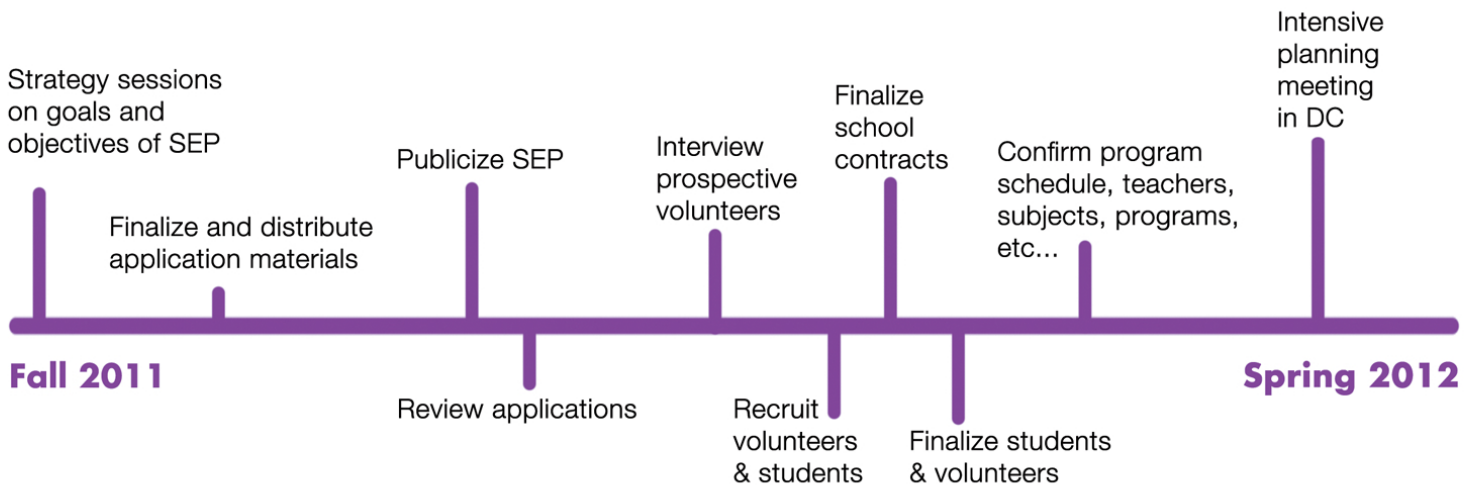 Strategy sessions
on goals and
objectives of SEP
Finalize and distribute
application materials
Publicize SEP
Review applications
Interview
prospective
volunteers
Recruit
volunteers
& students
Finalize
school
contracts
Finalize students
& volunteers
Confirm program
schedule, teachers,
subjects, programs,
etc...
Intensive
planning
meeting
in DC
Fall 2011
Spring 2012